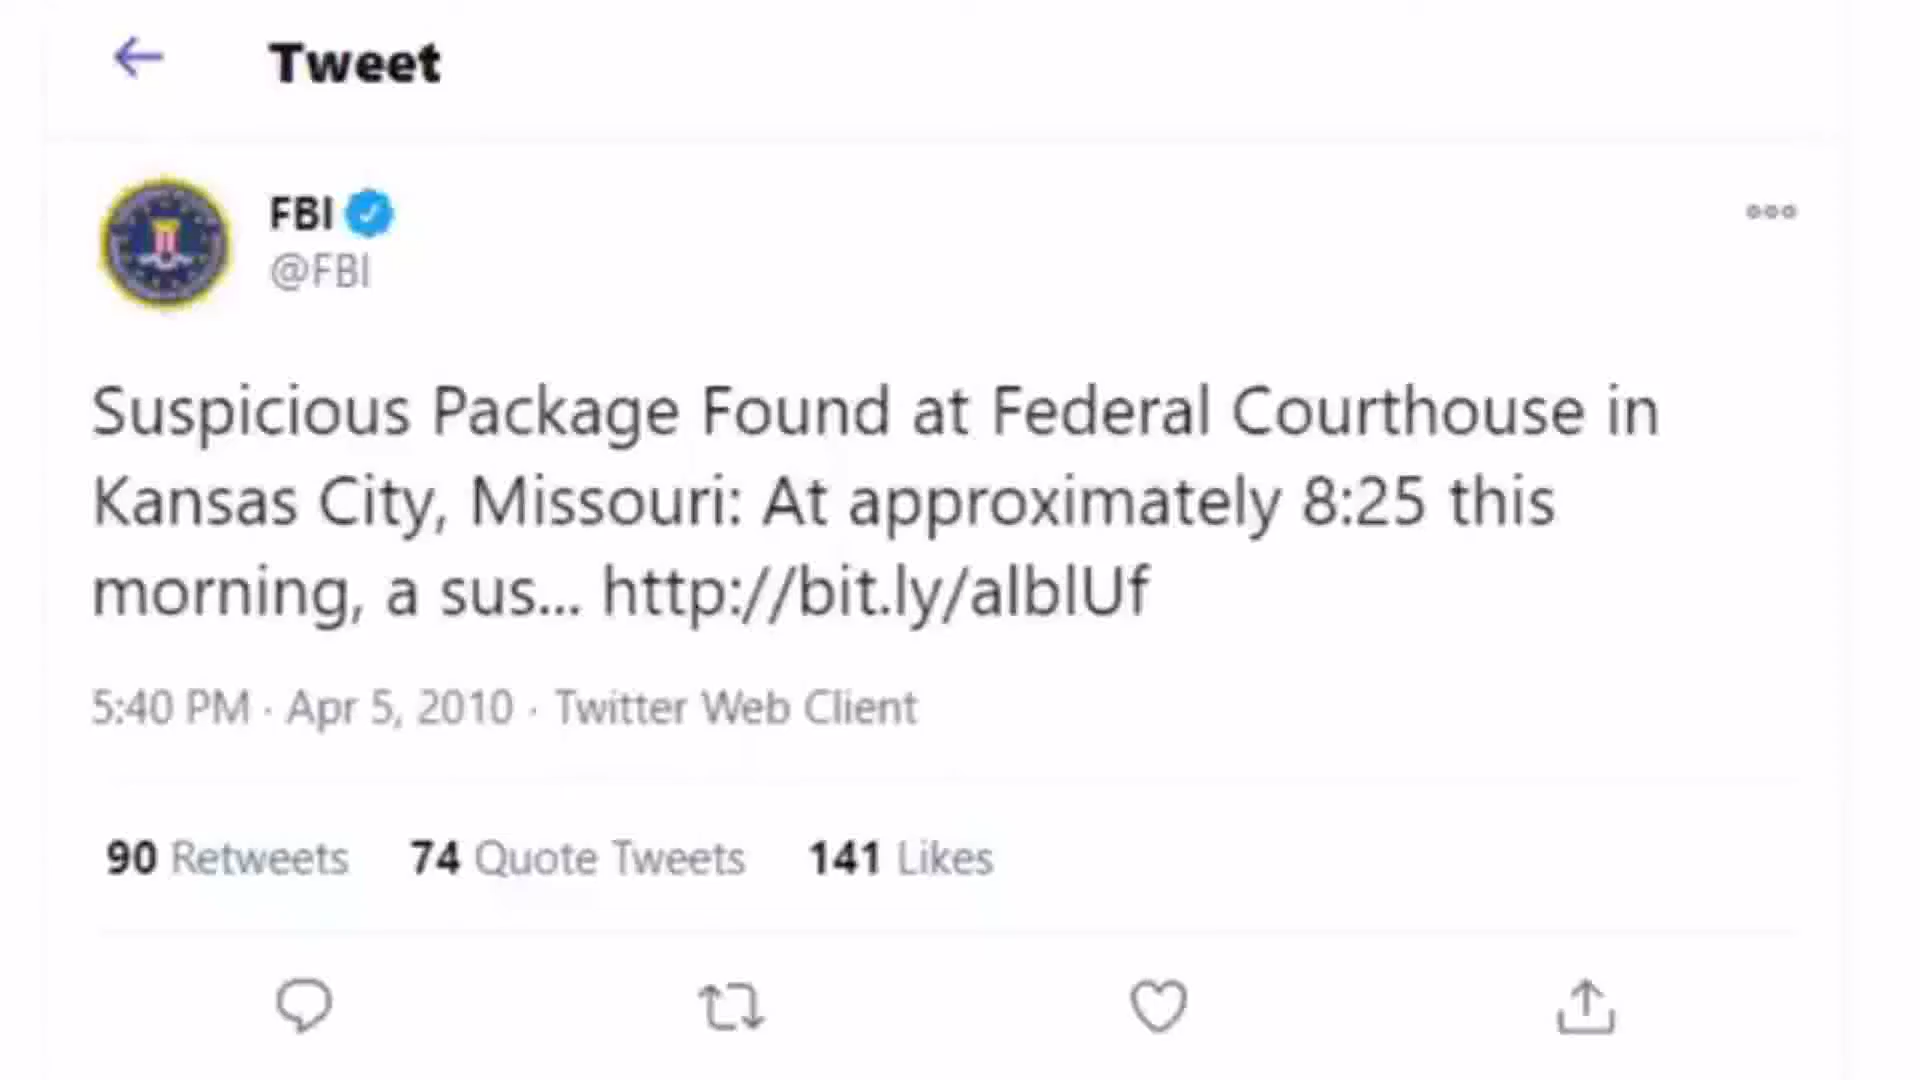 Tweet
FBI
@FBI
Suspicious Package Found at Federal Courthouse in
Kansas City, Missouri: At approximately 8:25 this
morning, a sus... http://bit.ly/alblUf
5:40 PM · Apr 5, 2010 · Twitter Web Client
90 Retweets 74 Quote Tweets 141 Likes